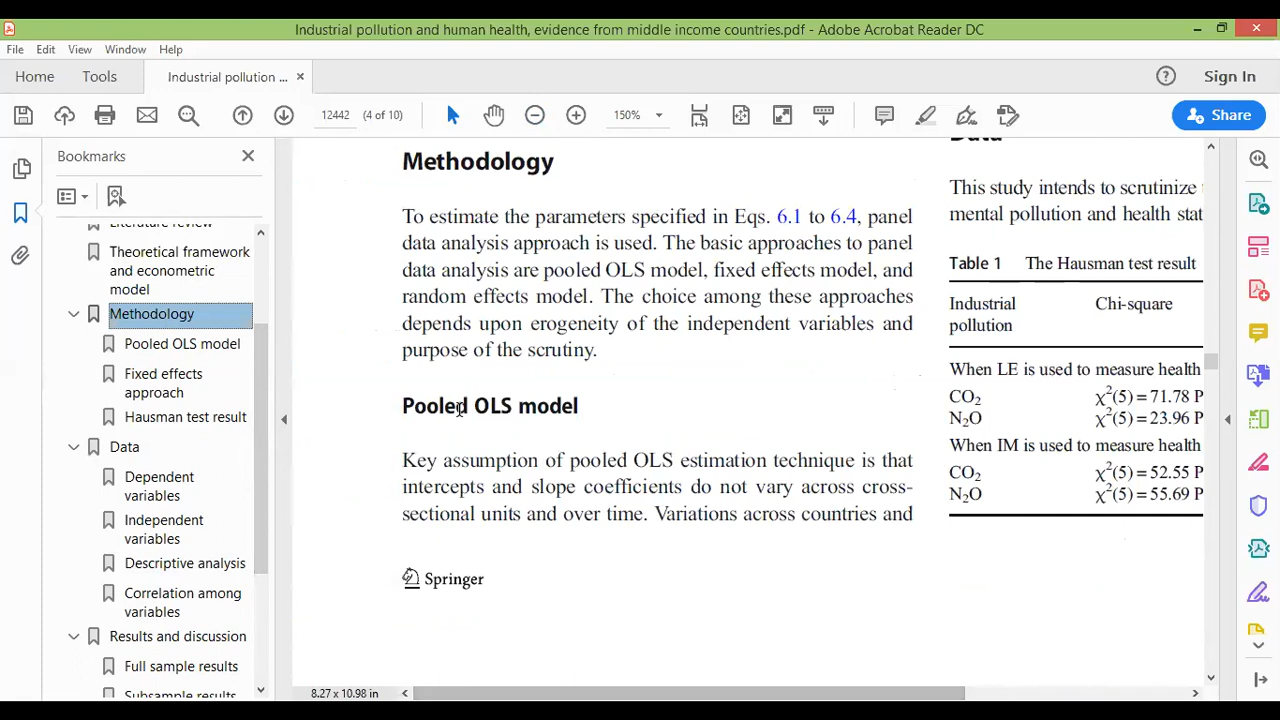 Industrial pollution and human health, evidence from middle income countries.pdf - Adobe Acrobat Reader DC
File Edit View Window Help
Home Tools Industrial pollution ... × Sign In
12442 (4 of 10) 150% Share
Bookmarks
Literature review
Theoretical framework
and econometric
model
Methodology
Pooled OLS model
Fixed effects
approach
Hausman test result
Data
Dependent
variables
Independent
variables
Descriptive analysis
Correlation among
variables
Results and discussion
Full sample results
Subsample results
Methodology
To estimate the parameters specified in Eqs. 6.1 to 6.4, panel
data analysis approach is used. The basic approaches to panel
data analysis are pooled OLS model, fixed effects model, and
random effects model. The choice among these approaches
depends upon erogeneity of the independent variables and
purpose of the scrutiny.
Pooled OLS model
Key assumption of pooled OLS estimation technique is that
intercepts and slope coefficients do not vary across cross-
sectional units and over time. Variations across countries and
Springer
Data
This study intends to scrutinize
mental pollution and health stat
Table 1 The Hausman test result
Industrial Chi-square
pollution
When LE is used to measure health
CO₂ χ²(5) = 71.78 P
N₂O χ²(5) = 23.96 P
When IM is used to measure health
CO₂ χ²(5) = 52.55 P
N₂O χ²(5) = 55.69 P
8.27 x 10.98 in